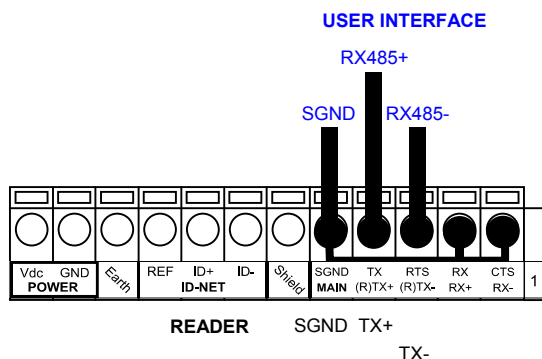 USER INTERFACE
RX485+
SGND RX485-
Vdc GND Earth REF ID+ ID- Shield SGND TX RTS RX CTS 1
POWER ID-NET MAIN (R)TX+ (R)TX- RX+ RX-
READER SGND TX+
TX-